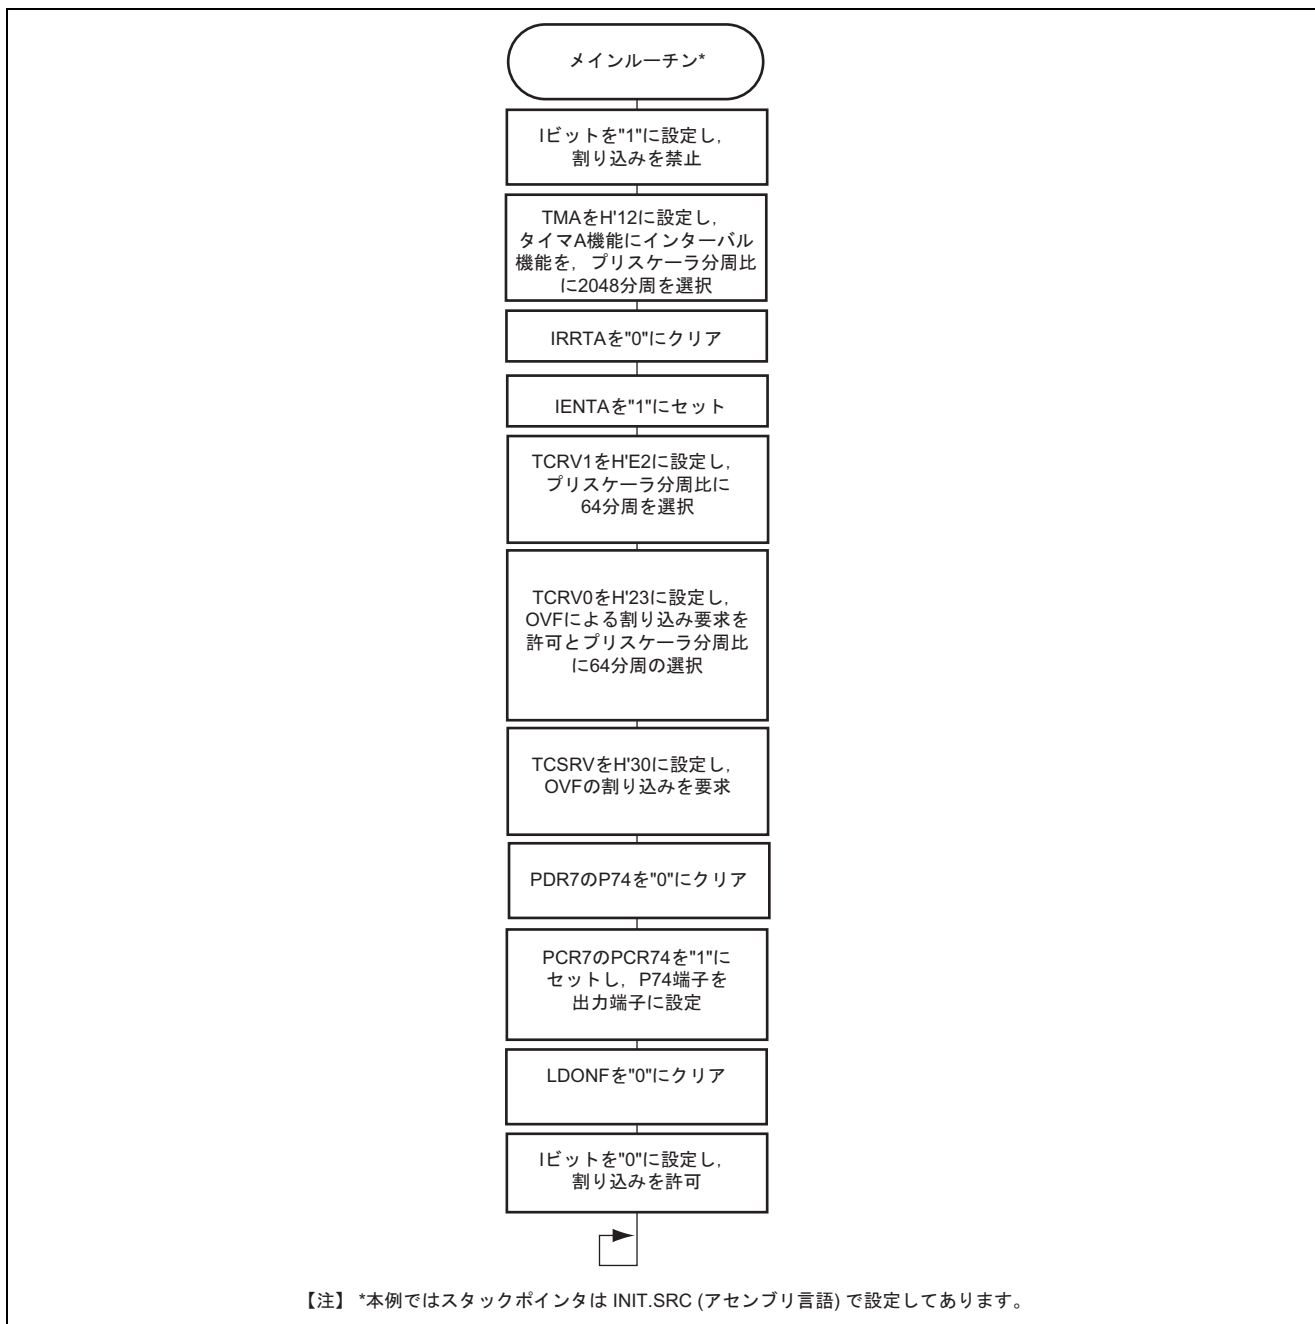 メインルーチン*
Iビットを"1"に設定し,
割り込みを禁止
TMAをH'12に設定し,
タイマA機能にインターバル
機能を, プリスケーラ分周比
に2048分周を選択
IRRTAを"0"にクリア
IENTAを"1"にセット
TCRV1をH'E2に設定し,
プリスケーラ分周比に
64分周を選択
TCRV0をH'23に設定し,
OVFによる割り込み要求を
許可とプリスケーラ分周比
に64分周の選択
TCSRVをH'30に設定し,
OVFの割り込みを要求
PDR7のP74を"0"にクリア
PCR7のPCR74を"1"に
セットし, P74端子を
出力端子に設定
LDONFを"0"にクリア
Iビットを"0"に設定し,
割り込みを許可
【注】 *本例ではスタックポインタは INIT.SRC (アセンブリ言語) で設定してあります。